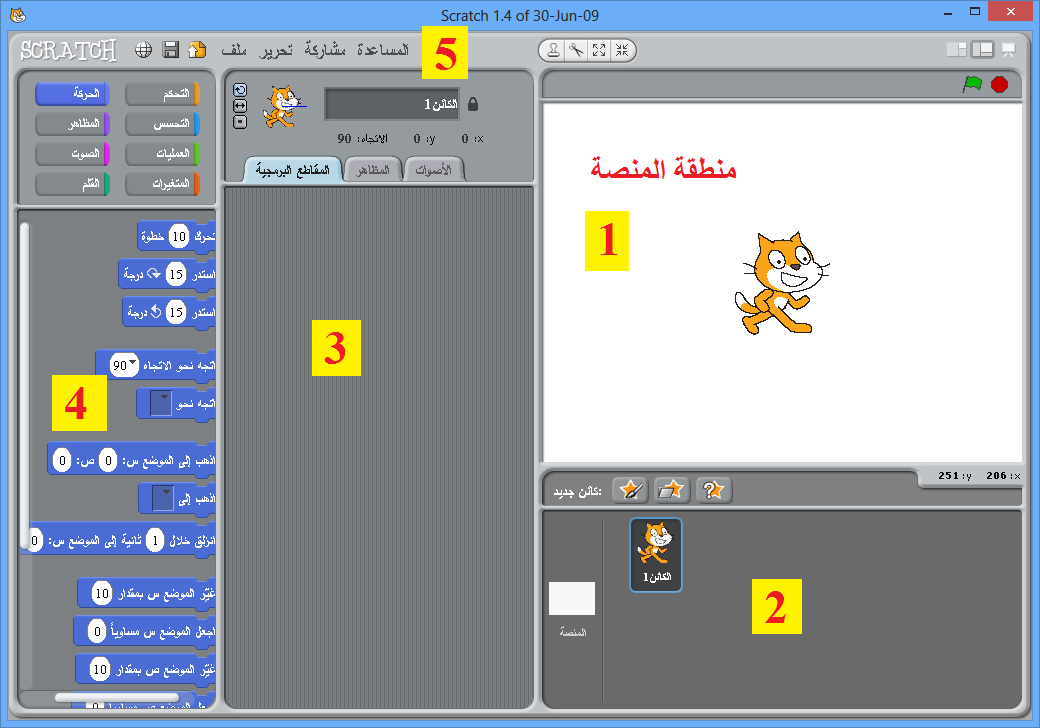 Scratch 1.4 of 30-Jun-09
SCRATCH
ملف تحرير مشاركة المساعدة
5
الحركة
التحكم
المظاهر
التحسس
الصوت
العمليات
القلم
المتغيرات
تحرك 10 خطوة
استدر 15 درجة
استدر 15 درجة
اتجه نحو الاتجاه 90
اتجه نحو
4
اذهب إلى الموضع س: 0 ص: 0
اذهب إلى
انزلق خلال 1 ثانية إلى الموضع س: 0
غيّر الموضع س بمقدار 10
اجعل الموضع س مساوياً 0
غيّر الموضع ص بمقدار 10
الكائن1
x: 0 y: 0 الاتجاه: 90
المقاطع البرمجية
المظاهر
الأصوات
3
منطقة المنصة
1
x: 206 y: 251
كائن جديد:
الكائن1
المنصة
2